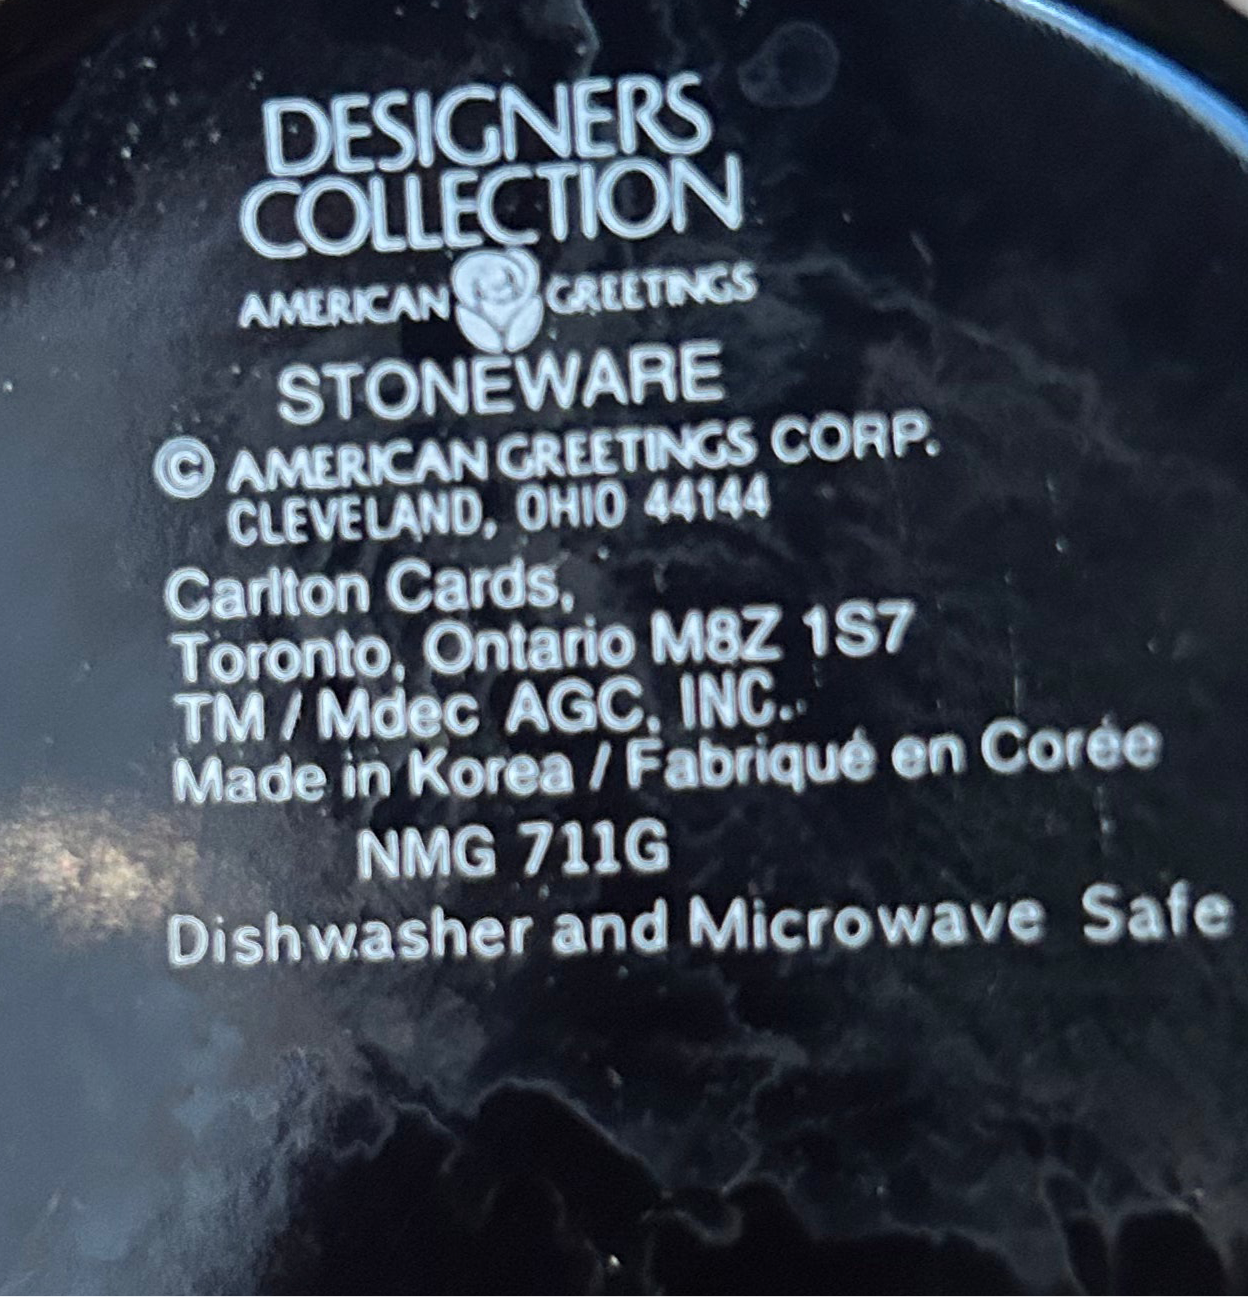 DESIGNERS
COLLECTION
AMERICAN GREETINGS
STONEWARE
© AMERICAN GREETINGS CORP.
CLEVELAND, OHIO 44144
Carlton Cards,
Toronto, Ontario M8Z 1S7
TM / Mdec AGC, INC.
Made in Korea / Fabriqué en Corée
NMG 711G
Dishwasher and Microwave Safe